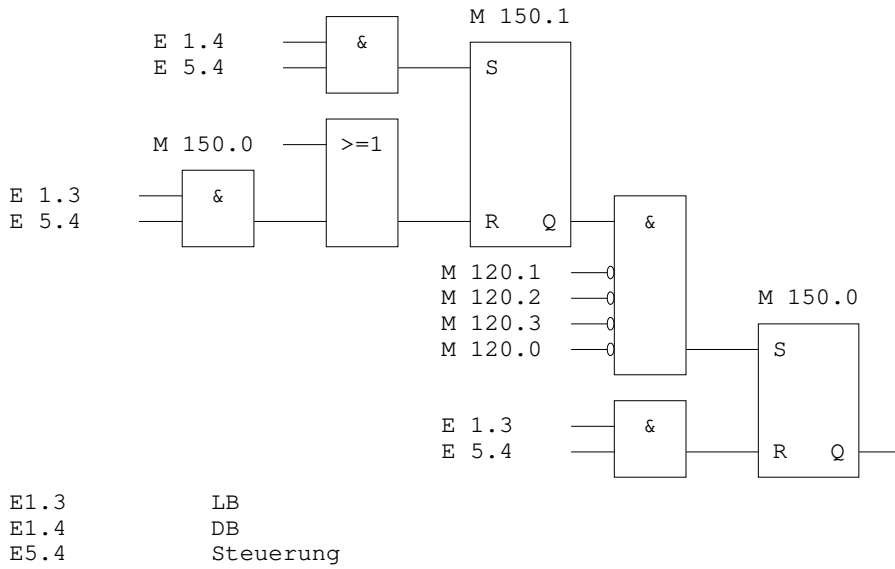 M 150.1
E 1.4 &
E 5.4 S
M 150.0 >=1
E 1.3 &
E 5.4 R Q &
M 120.1
M 120.2 M 150.0
M 120.3
M 120.0 S
E 1.3 &
E 5.4 R Q
E1.3 LB
E1.4 DB
E5.4 Steuerung